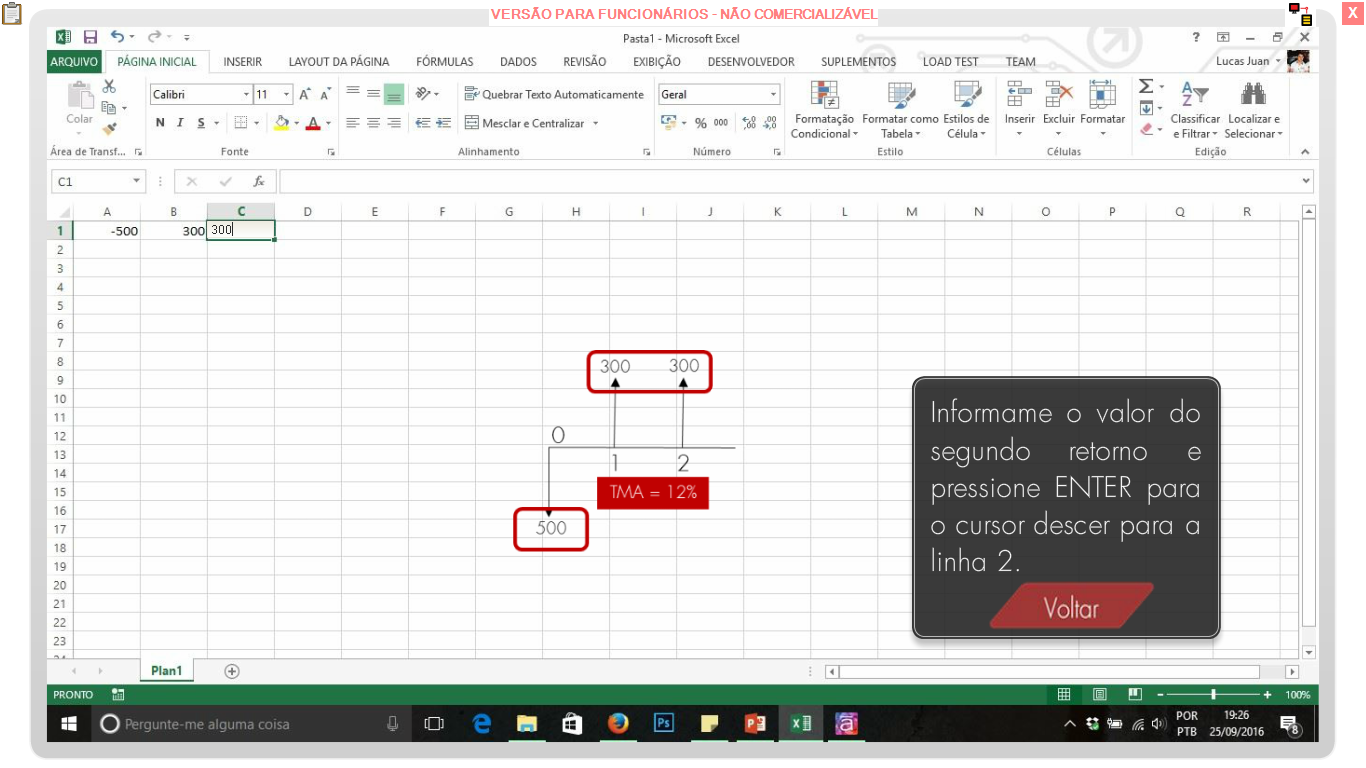 VERSÃO PARA FUNCIONÁRIOS - NÃO COMERCIALIZÁVEL
X
Pasta1 - Microsoft Excel
?
ARQUIVO PÁGINA INICIAL INSERIR LAYOUT DA PÁGINA FÓRMULAS DADOS REVISÃO EXIBIÇÃO DESENVOLVEDOR SUPLEMENTOS LOAD TEST TEAM Lucas Juan
Colar
Calibri 11 A A
N I S A
Quebrar Texto Automaticamente
Mesclar e Centralizar
Geral
% 000
Formatação Condicional
Formatar como Tabela
Estilos de Célula
Inserir Excluir Formatar
Classificar e Filtrar
Localizar e Selecionar
Área de Transf... Fonte Alinhamento Número Estilo Células Edição
C1 fx
A B C D E F G H I J K L M N O P Q R
1 -500 300 300
2
3
4
5
6
7
8
9
10
11
12
13
14
15
16
17
18
19
20
21
22
23
24
300 300
0
1 2
TMA = 12%
500
Informame o valor do
segundo retorno e
pressione ENTER para
o cursor descer para a
linha 2.
Voltar
Plan1
PRONTO 100%
Pergunte-me alguma coisa
Ps
POR
PTB
19:26
25/09/2016
8